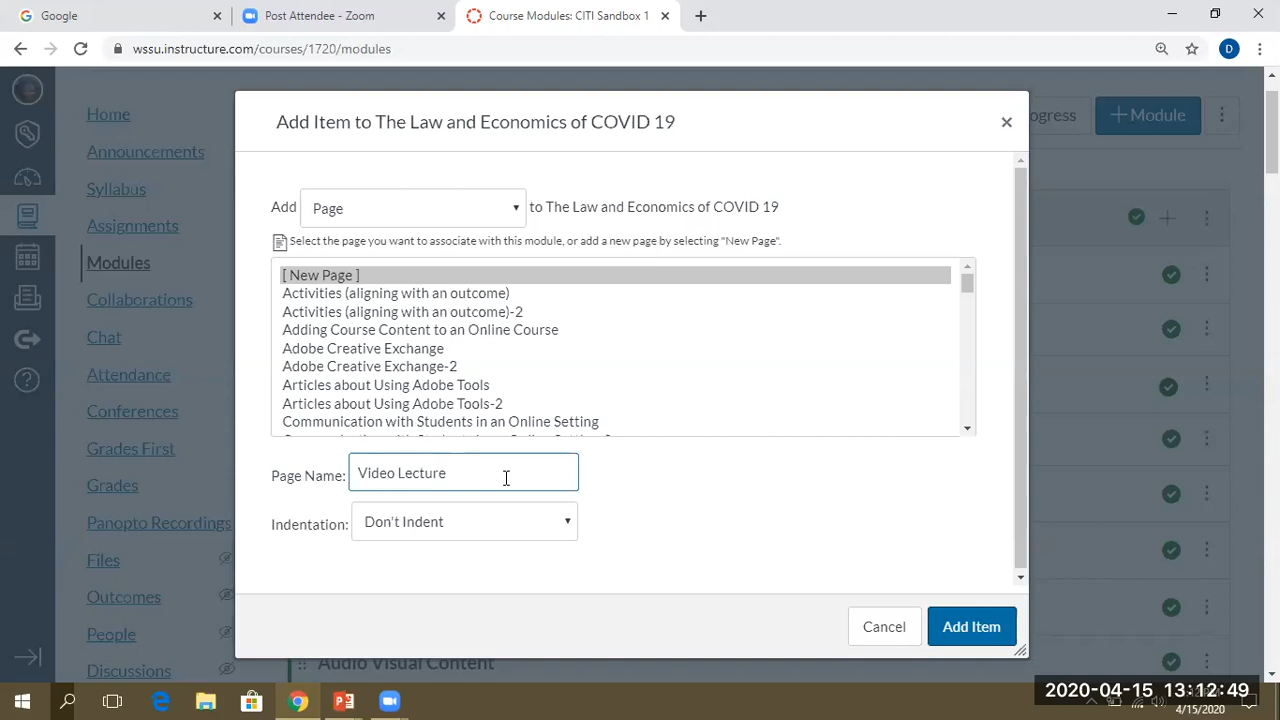 Google
Post Attendee - Zoom
Course Modules: CITI Sandbox 1
wssu.instructure.com/courses/1720/modules
D
Home
Announcements
Syllabus
Assignments
Modules
Collaborations
Chat
Attendance
Conferences
Grades First
Grades
Panopto Recordings
Files
Outcomes
People
Discussions
ogress
Module
Add Item to The Law and Economics of COVID 19
Add Page to The Law and Economics of COVID 19
Select the page you want to associate with this module, or add a new page by selecting "New Page".
[ New Page ]
Activities (aligning with an outcome)
Activities (aligning with an outcome)-2
Adding Course Content to an Online Course
Adobe Creative Exchange
Adobe Creative Exchange-2
Articles about Using Adobe Tools
Articles about Using Adobe Tools-2
Communication with Students in an Online Setting
Page Name: Video Lecture
Indentation: Don't Indent
Cancel
Add Item
Audio Visual Content
2020-04-15 13:12:49
4/15/2020